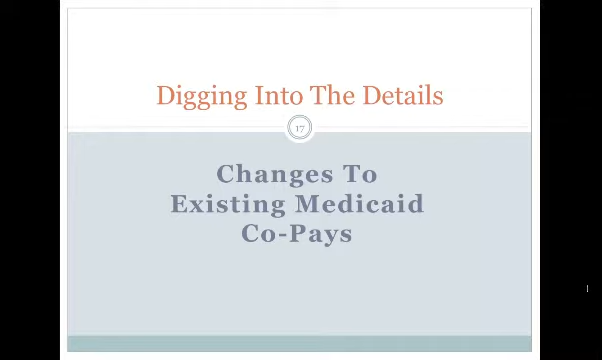 Digging Into The Details
17
Changes To
Existing Medicaid
Co-Pays